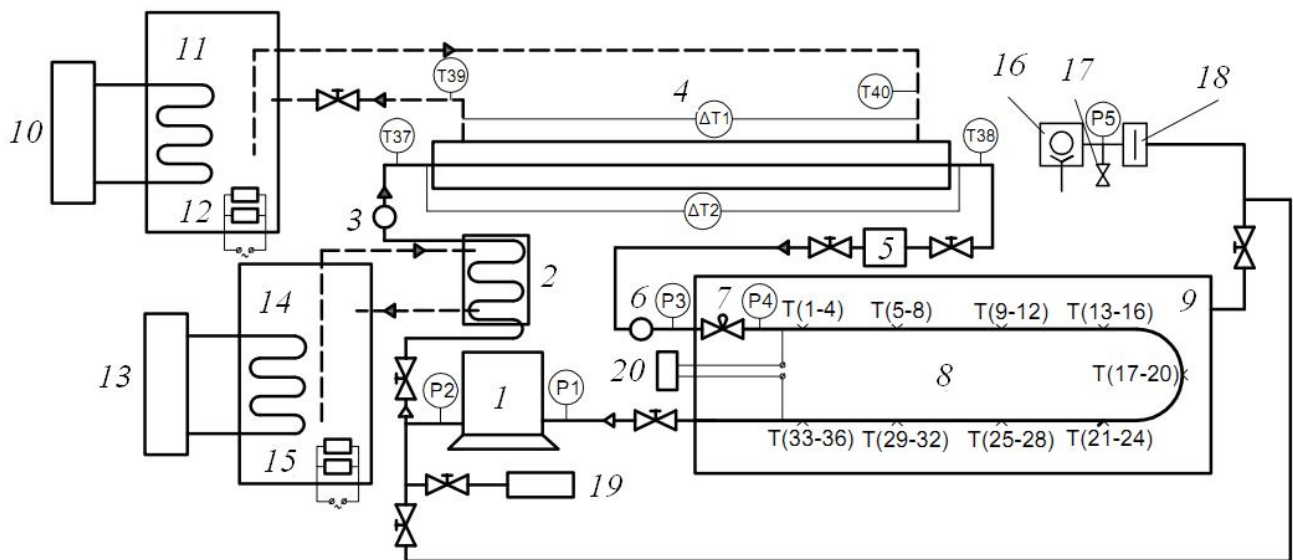 11
T39
4
T40
16
17
18
ΔT1
P5
10
T37
T38
12
3
ΔT2
2
5
14
6
P3
7
P4
T(1-4)
T(5-8)
T(9-12)
T(13-16)
9
13
20
8
T(17-20)
P2
1
P1
T(33-36)
T(29-32)
T(25-28)
T(21-24)
15
19